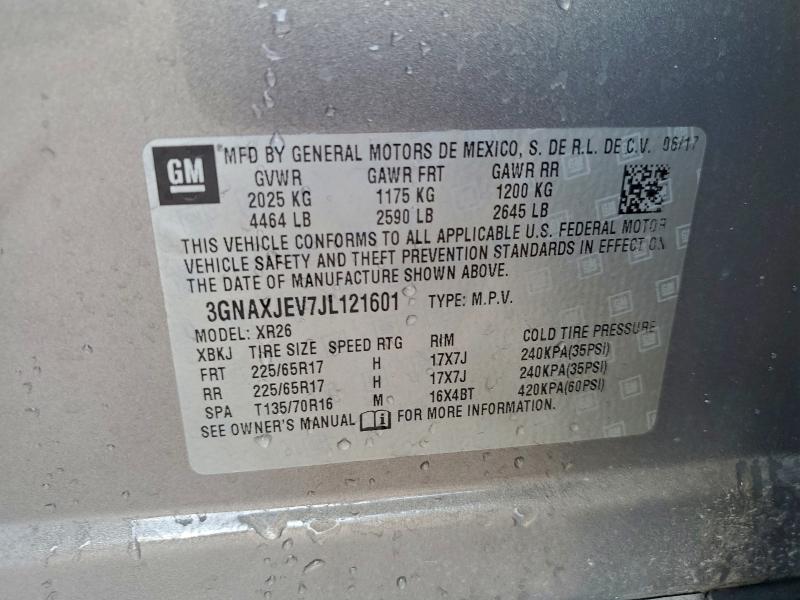 GM MFD BY GENERAL MOTORS DE MEXICO, S. DE R.L. DE C.V. 06/17
GVWR GAWR FRT GAWR RR
2025 KG 1175 KG 1200 KG
4464 LB 2590 LB 2645 LB
THIS VEHICLE CONFORMS TO ALL APPLICABLE U.S. FEDERAL MOTOR
VEHICLE SAFETY AND THEFT PREVENTION STANDARDS IN EFFECT ON
THE DATE OF MANUFACTURE SHOWN ABOVE.
3GNAXJEV7JL121601 TYPE: M.P.V.
MODEL: XR26
XBKJ TIRE SIZE SPEED RTG RIM COLD TIRE PRESSURE
FRT 225/65R17 H 17X7J 240KPA(35PSI)
RR 225/65R17 H 17X7J 240KPA(35PSI)
SPA T135/70R16 M 16X4BT 420KPA(60PSI)
SEE OWNER'S MANUAL FOR MORE INFORMATION.